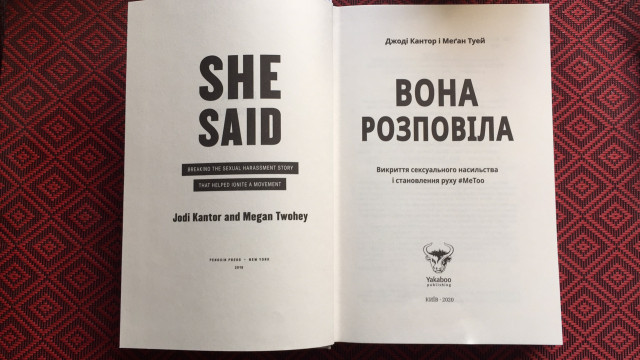 SHE
SAID
BREAKING THE SEXUAL HARASSMENT STORY
THAT HELPED IGNITE A MOVEMENT
Jodi Kantor and Megan Twohey
PENGUIN PRESS • NEW YORK
2019
Джоді Кантор і Меґан Туей
ВОНА
РОЗПОВІЛА
Викриття сексуального насильства
і становлення руху #MeToo
Yakaboo
publishing
КИЇВ · 2020